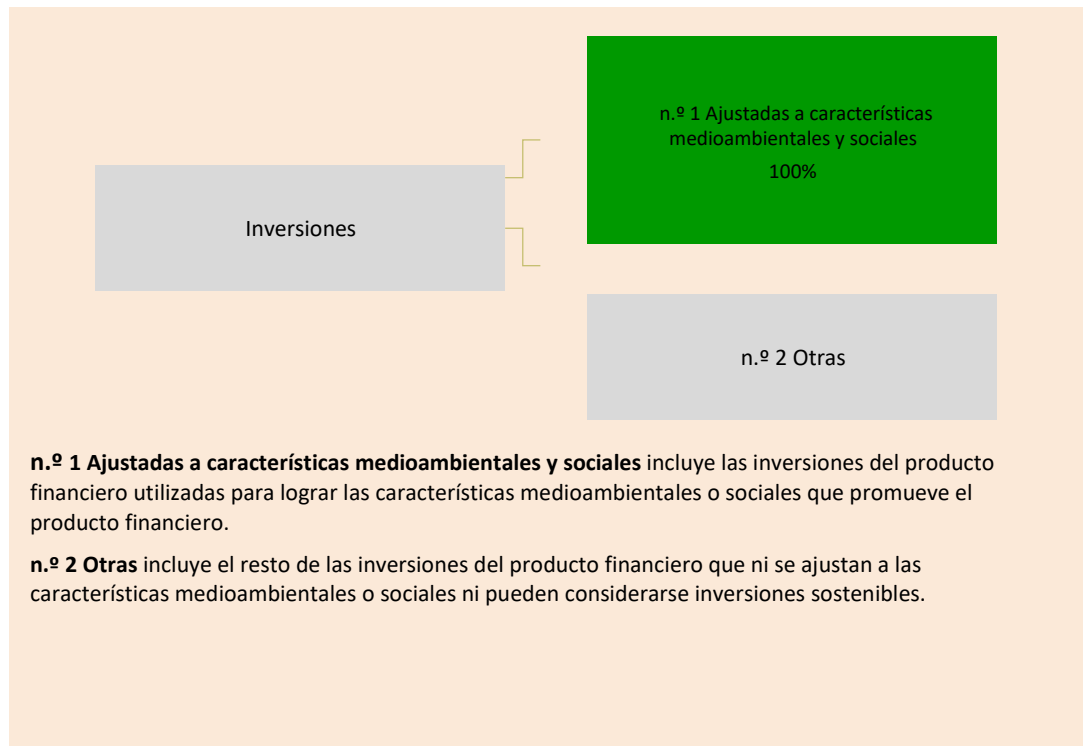 n.º 1 Ajustadas a características
medioambientales y sociales
100%
Inversiones
n.º 2 Otras
n.º 1 Ajustadas a características medioambientales y sociales incluye las inversiones del producto
financiero utilizadas para lograr las características medioambientales o sociales que promueve el
producto financiero.
n.º 2 Otras incluye el resto de las inversiones del producto financiero que ni se ajustan a las
características medioambientales o sociales ni pueden considerarse inversiones sostenibles.